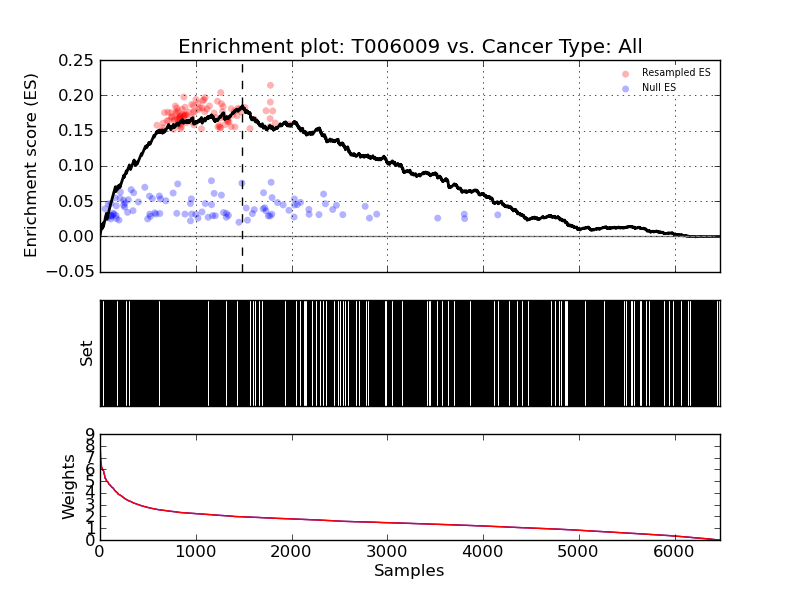 Enrichment plot: T006009 vs. Cancer Type: All
Enrichment score (ES)
0.25
0.20
0.15
0.10
0.05
0.00
−0.05
Resampled ES
Null ES
Set
Weights
9
8
7
6
5
4
3
2
1
0
0 1000 2000 3000 4000 5000 6000
Samples